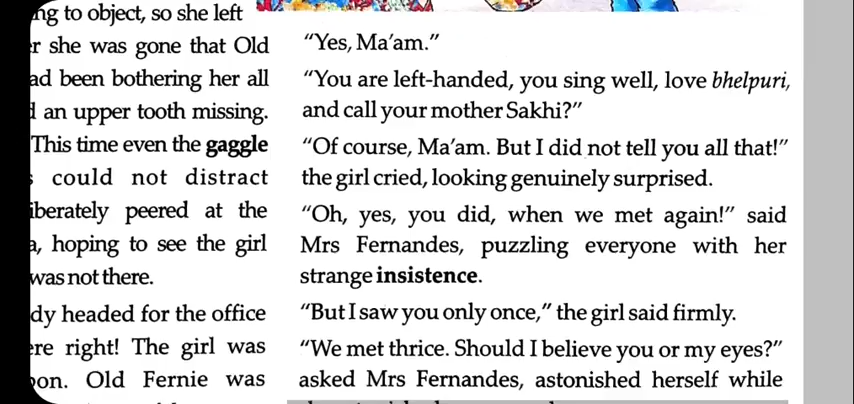 to object, so she left
she was gone that Old
been bothering her all
an upper tooth missing.
This time even the gaggle
could not distract
peered at the
hoping to see the girl
was not there.
headed for the office
right! The girl was
Old Fernie was
“Yes, Ma’am.”
“You are left-handed, you sing well, love bhelpuri,
and call your mother Sakhi?”
“Of course, Ma’am. But I did not tell you all that!”
the girl cried, looking genuinely surprised.
“Oh, yes, you did, when we met again!” said
Mrs Fernandes, puzzling everyone with her
strange insistence.
“But I saw you only once,” the girl said firmly.
“We met thrice. Should I believe you or my eyes?”
asked Mrs Fernandes, astonished herself while